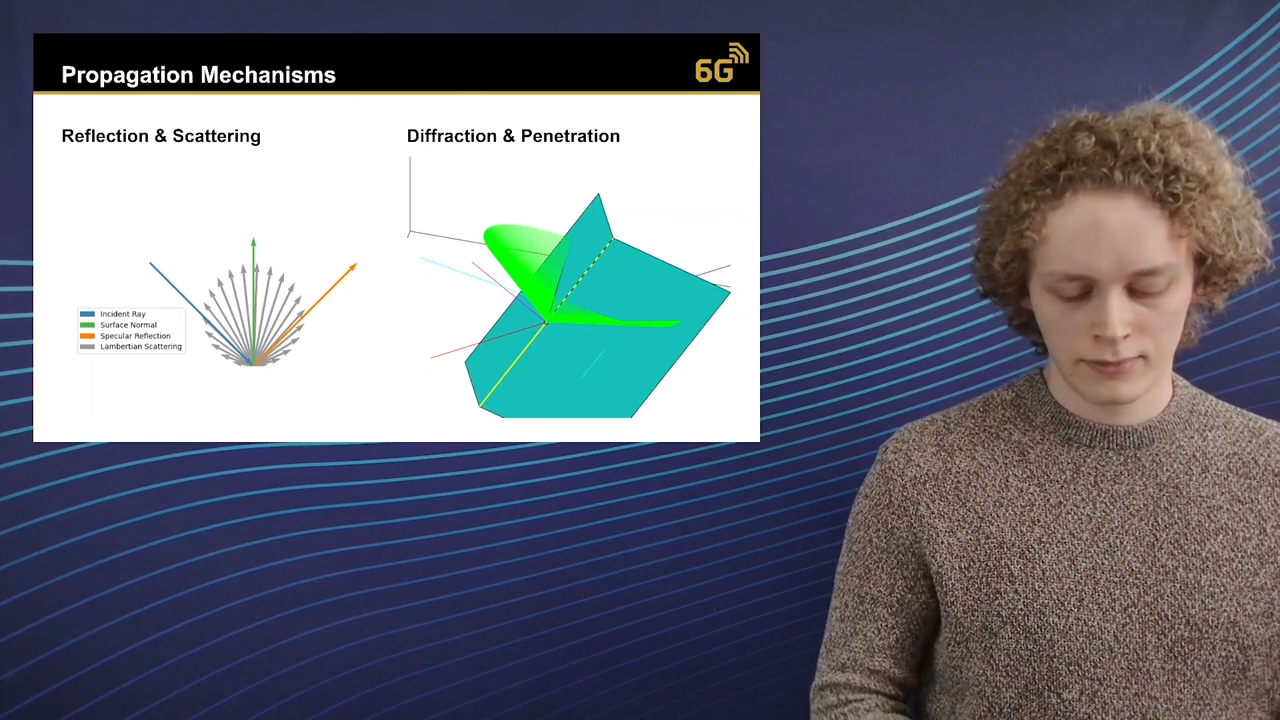 Propagation Mechanisms
6G
Reflection & Scattering
Diffraction & Penetration
Incident Ray
Surface Normal
Specular Reflection
Lambertian Scattering